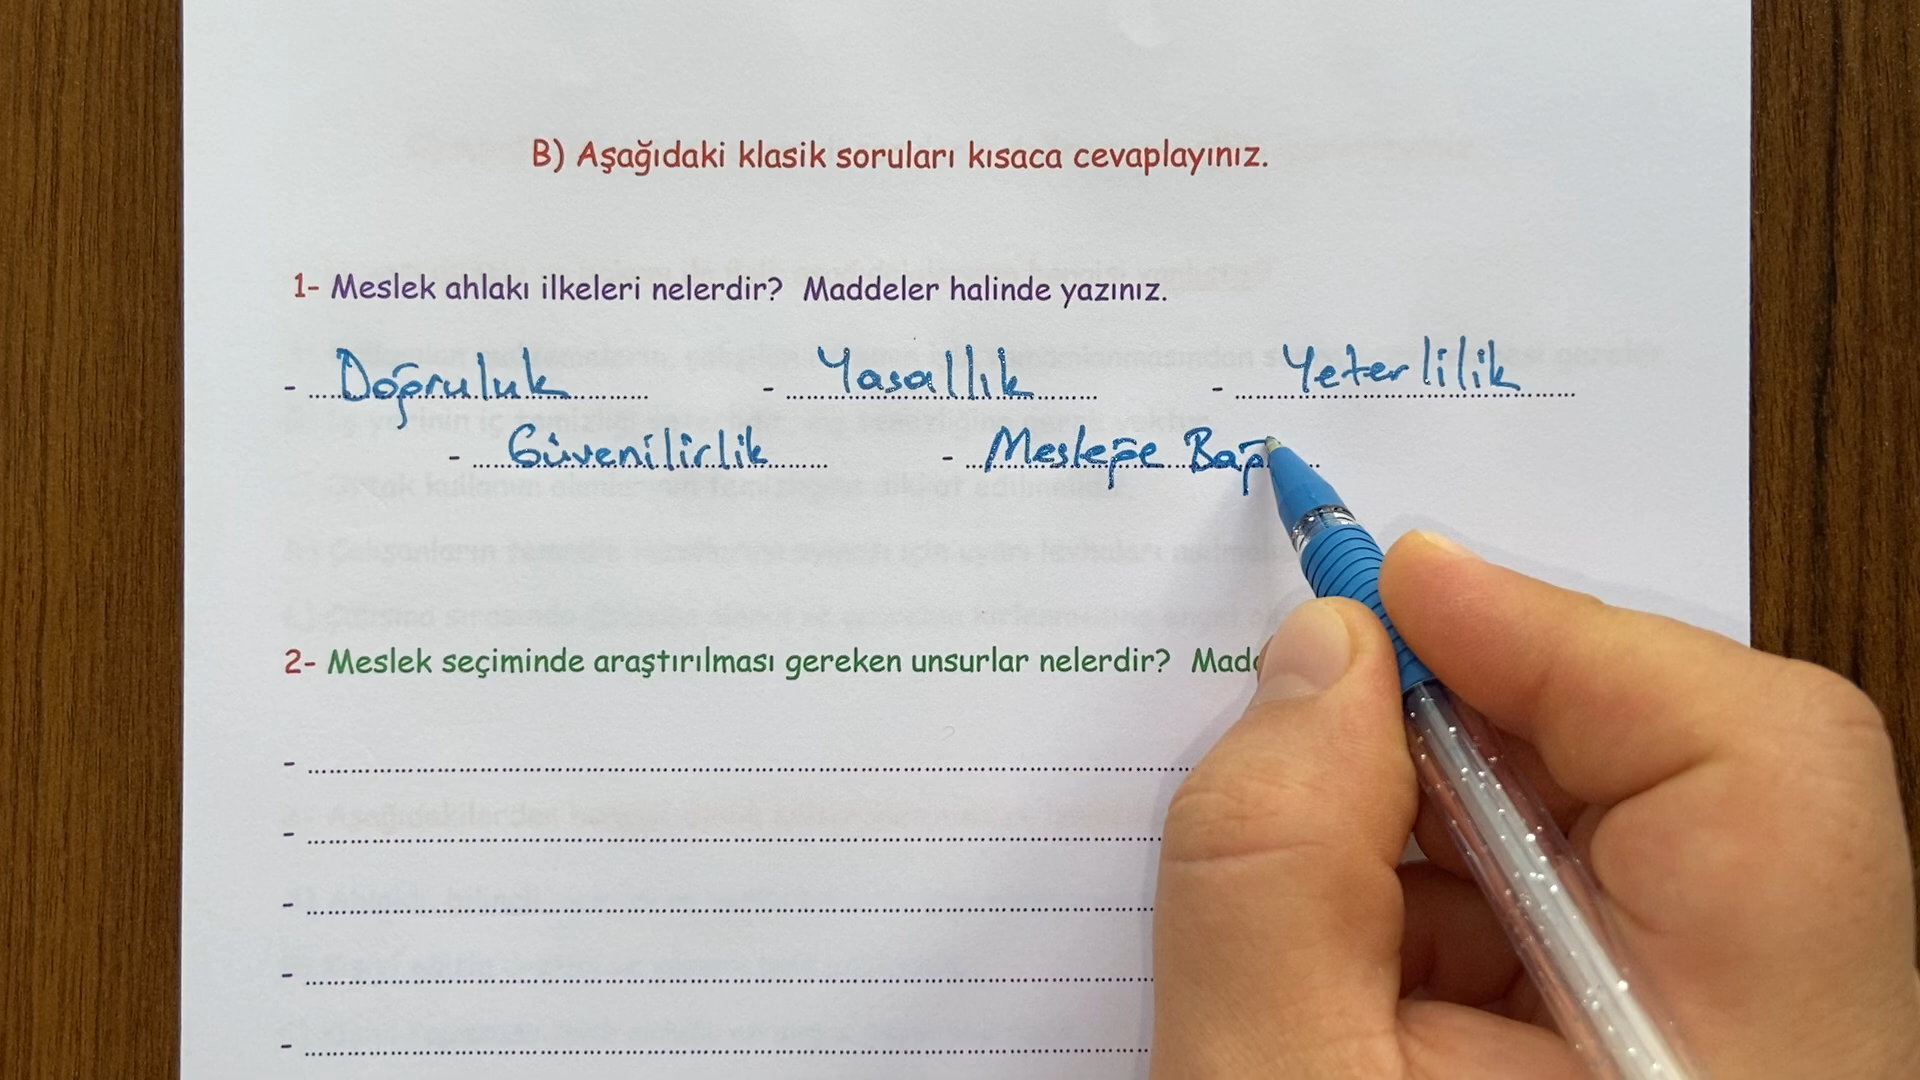 B) Aşağıdaki klasik soruları kısaca cevaplayınız.
1- Meslek ahlakı ilkeleri nelerdir? Maddeler halinde yazınız.
- Doğruluk - Yasallık - Yeterlilik
- Güvenilirlik - Mesleğe Bağ
2- Meslek seçiminde araştırılması gereken unsurlar nelerdir? Madd
-
-
-
-
-